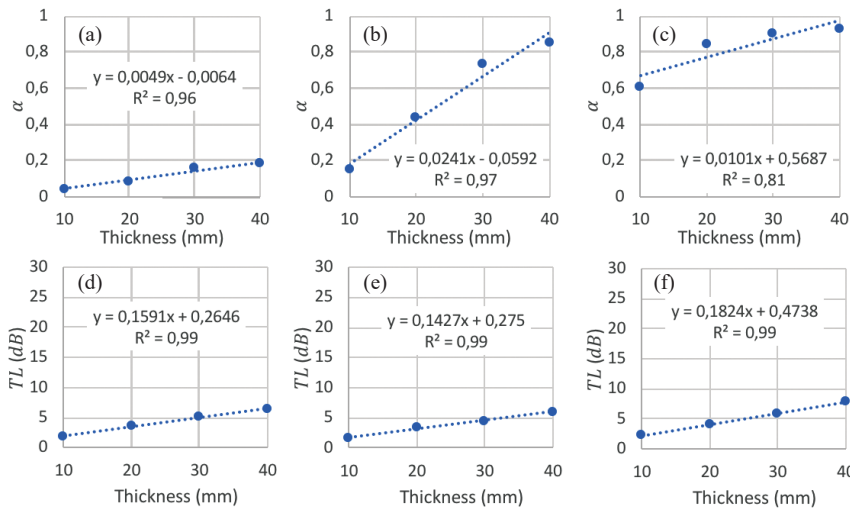 (a)
1
0,8
0,6
0,4
0,2
0
α
y = 0,0049x - 0,0064
R² = 0,96
10 20 30 40
Thickness (mm)
(b)
1
0,8
0,6
0,4
0,2
0
α
y = 0,0241x - 0,0592
R² = 0,97
10 20 30 40
Thickness (mm)
(c)
1
0,8
0,6
0,4
0,2
0
α
y = 0,0101x + 0,5687
R² = 0,81
10 20 30 40
Thickness (mm)
(d)
30
25
20
15
10
5
0
TL (dB)
y = 0,1591x + 0,2646
R² = 0,99
10 20 30 40
Thickness (mm)
(e)
30
25
20
15
10
5
0
TL (dB)
y = 0,1427x + 0,275
R² = 0,99
10 20 30 40
Thickness (mm)
(f)
30
25
20
15
10
5
0
TL (dB)
y = 0,1824x + 0,4738
R² = 0,99
10 20 30 40
Thickness (mm)